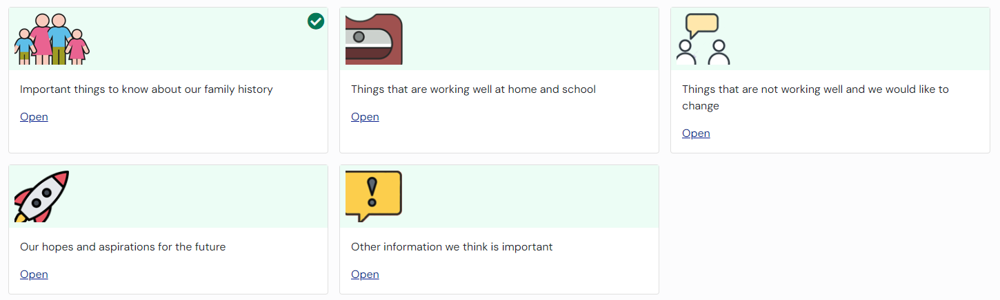 Important things to know about our family history
Open
Things that are working well at home and school
Open
Things that are not working well and we would like to
change
Open
Our hopes and aspirations for the future
Open
Other information we think is important
Open